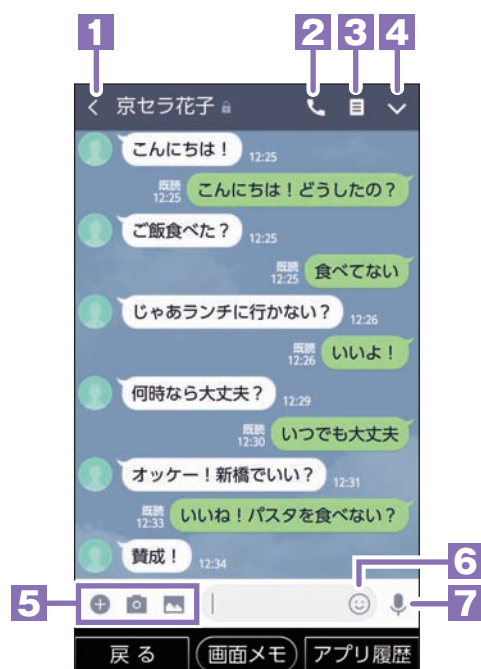 1 2 3 4
京セラ花子
こんにちは！ 12:25
既読 12:25 こんにちは！どうしたの？
ご飯食べた？ 12:25
既読 12:25 食べてない
じゃあランチに行かない？ 12:26
既読 12:26 いいよ！
何時なら大丈夫？ 12:29
既読 12:30 いつでも大丈夫
オッケー！新橋でいい？ 12:31
既読 12:33 いいね！パスタを食べない？
賛成！ 12:34
6
5
7
戻る 画面メモ アプリ履歴